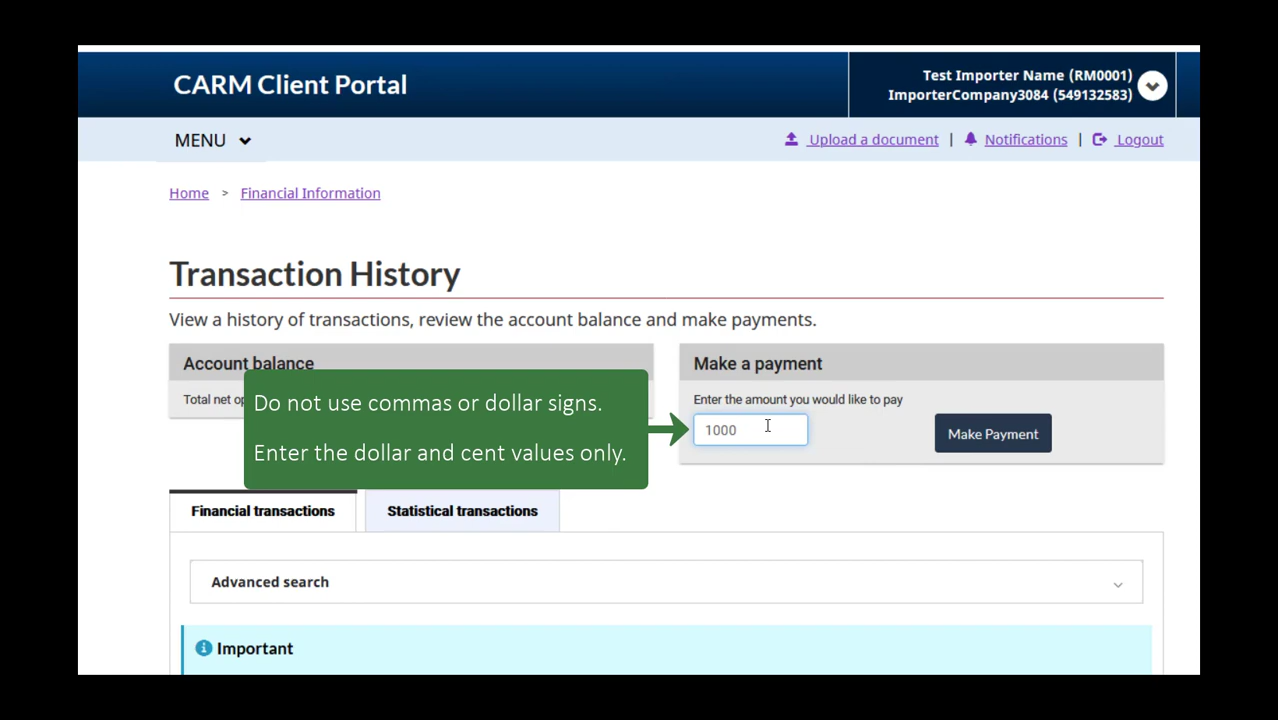 CARM Client Portal
Test Importer Name (RM0001)
ImporterCompany3084 (549132583)
MENU
Upload a document | Notifications | Logout
Home > Financial Information
Transaction History
View a history of transactions, review the account balance and make payments.
Account balance
Total net
Do not use commas or dollar signs.
Enter the dollar and cent values only.
Make a payment
Enter the amount you would like to pay
1000
Make Payment
Financial transactions
Statistical transactions
Advanced search
Important